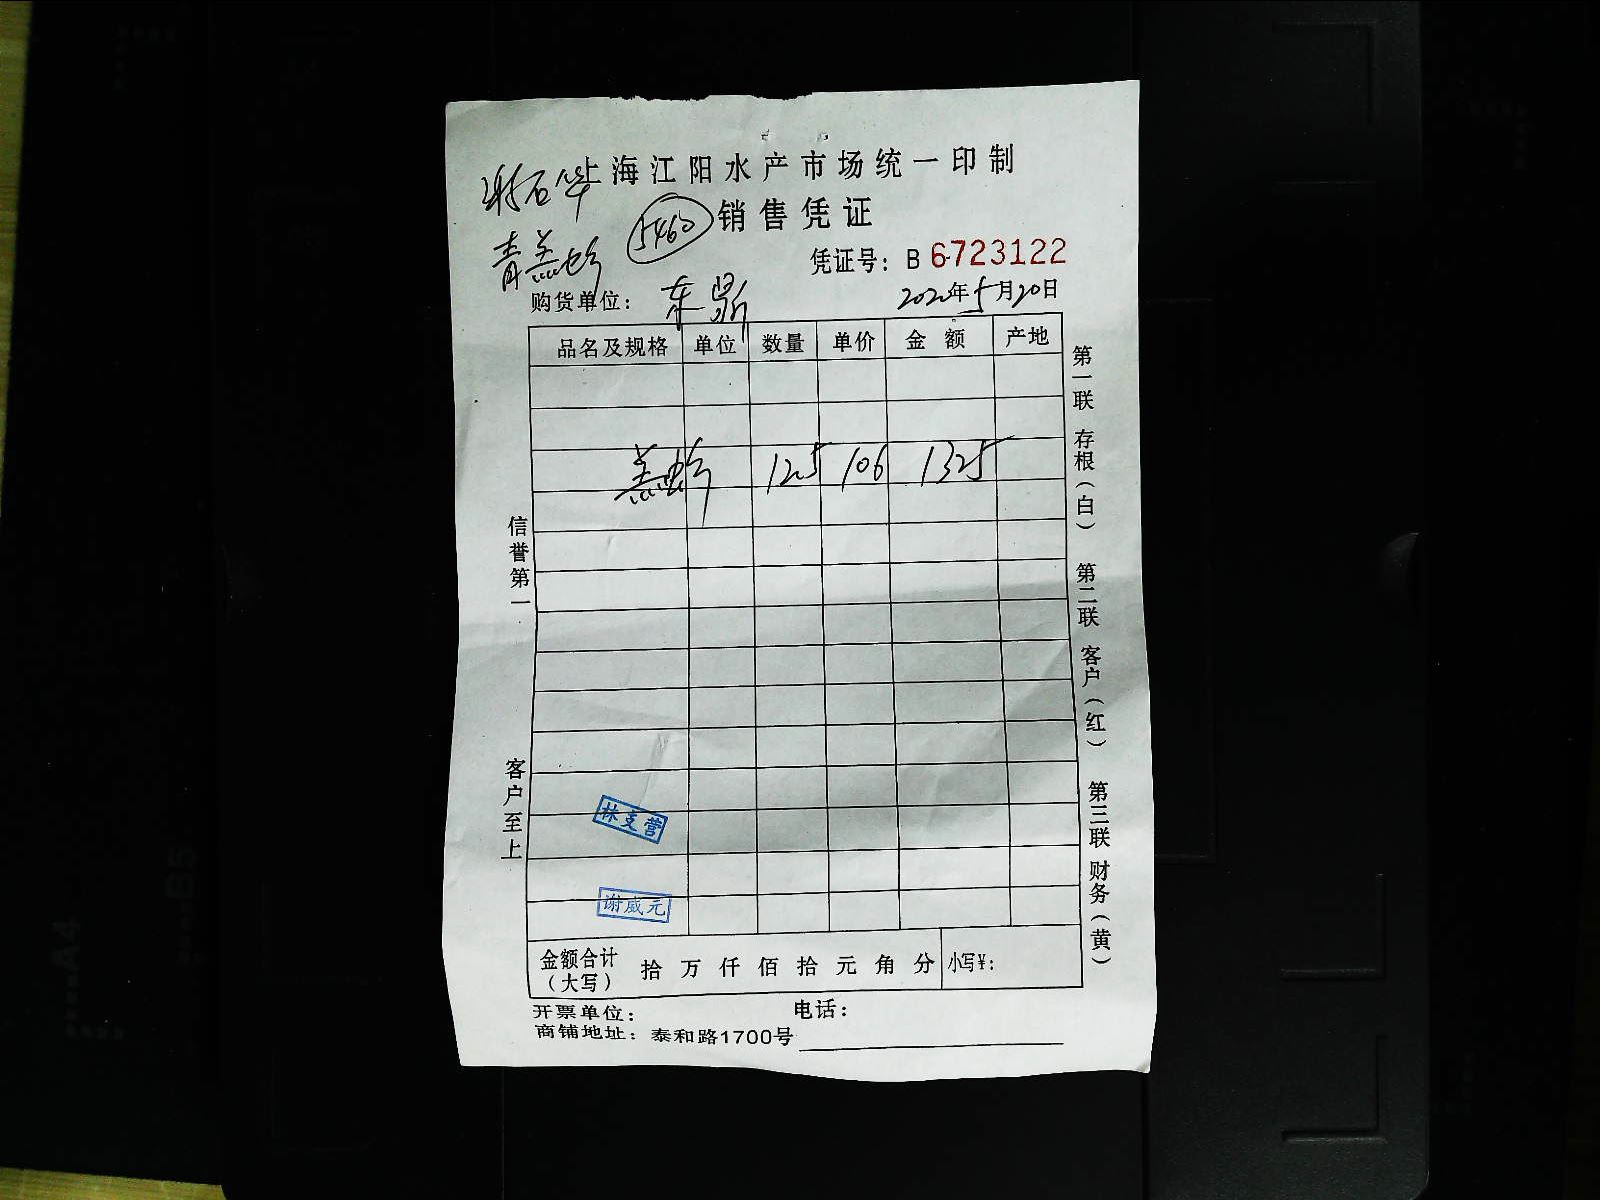 上海江阳水产市场统一印制
5460
销售凭证
凭证号：B 6723122
购货单位：东鼎
2020年5月20日
品名及规格 单位 数量 单价 金额 产地
125 106 1325
信誉第一
客户至上
第一联 存根（白） 第二联 客户（红） 第三联 财务（黄）
林支营
谢威元
金额合计（大写） 拾 万 仟 佰 拾 元 角 分 小写¥：
开票单位： 电话：
商铺地址：泰和路1700号